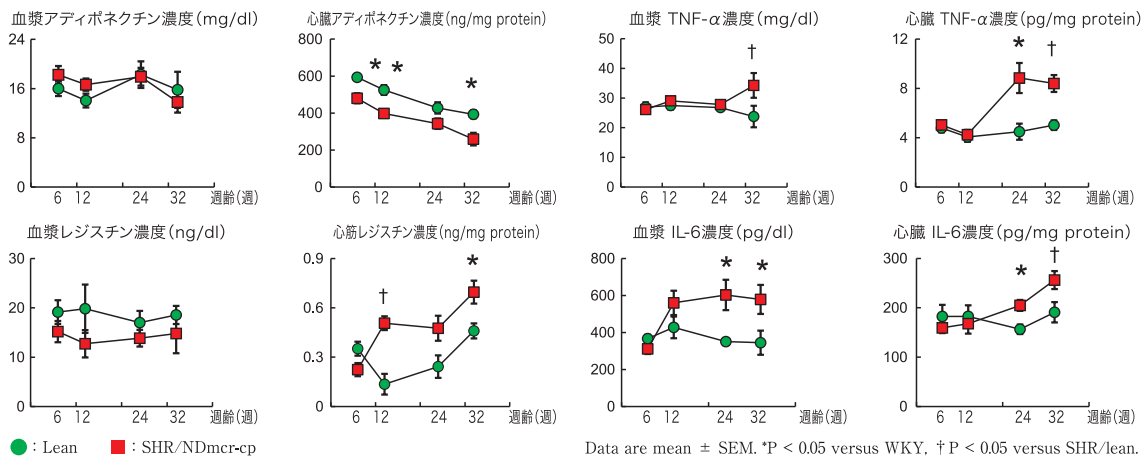 血漿アディポネクチン濃度(mg/dl)
24
16
8
0
6 12 24 32 週齢(週)
心臓アディポネクチン濃度(ng/mg protein)
800
600
400
200
0
* * *
6 12 24 32 週齢(週)
血漿 TNF-α濃度(mg/dl)
50
40
30
20
10
0
†
6 12 24 32 週齢(週)
心臓 TNF-α濃度(pg/mg protein)
12
8
4
0
* †
6 12 24 32 週齢(週)
血漿レジスチン濃度(ng/dl)
30
20
10
0
6 12 24 32 週齢(週)
心筋レジスチン濃度(ng/mg protein)
0.9
0.6
0.3
0
† *
6 12 24 32 週齢(週)
血漿 IL-6濃度(pg/dl)
800
600
400
200
0
* *
6 12 24 32 週齢(週)
心臓 IL-6濃度(pg/mg protein)
300
200
100
0
* †
6 12 24 32 週齢(週)
: Lean : SHR/NDmcr-cp
Data are mean ± SEM. *P < 0.05 versus WKY, †P < 0.05 versus SHR/lean.